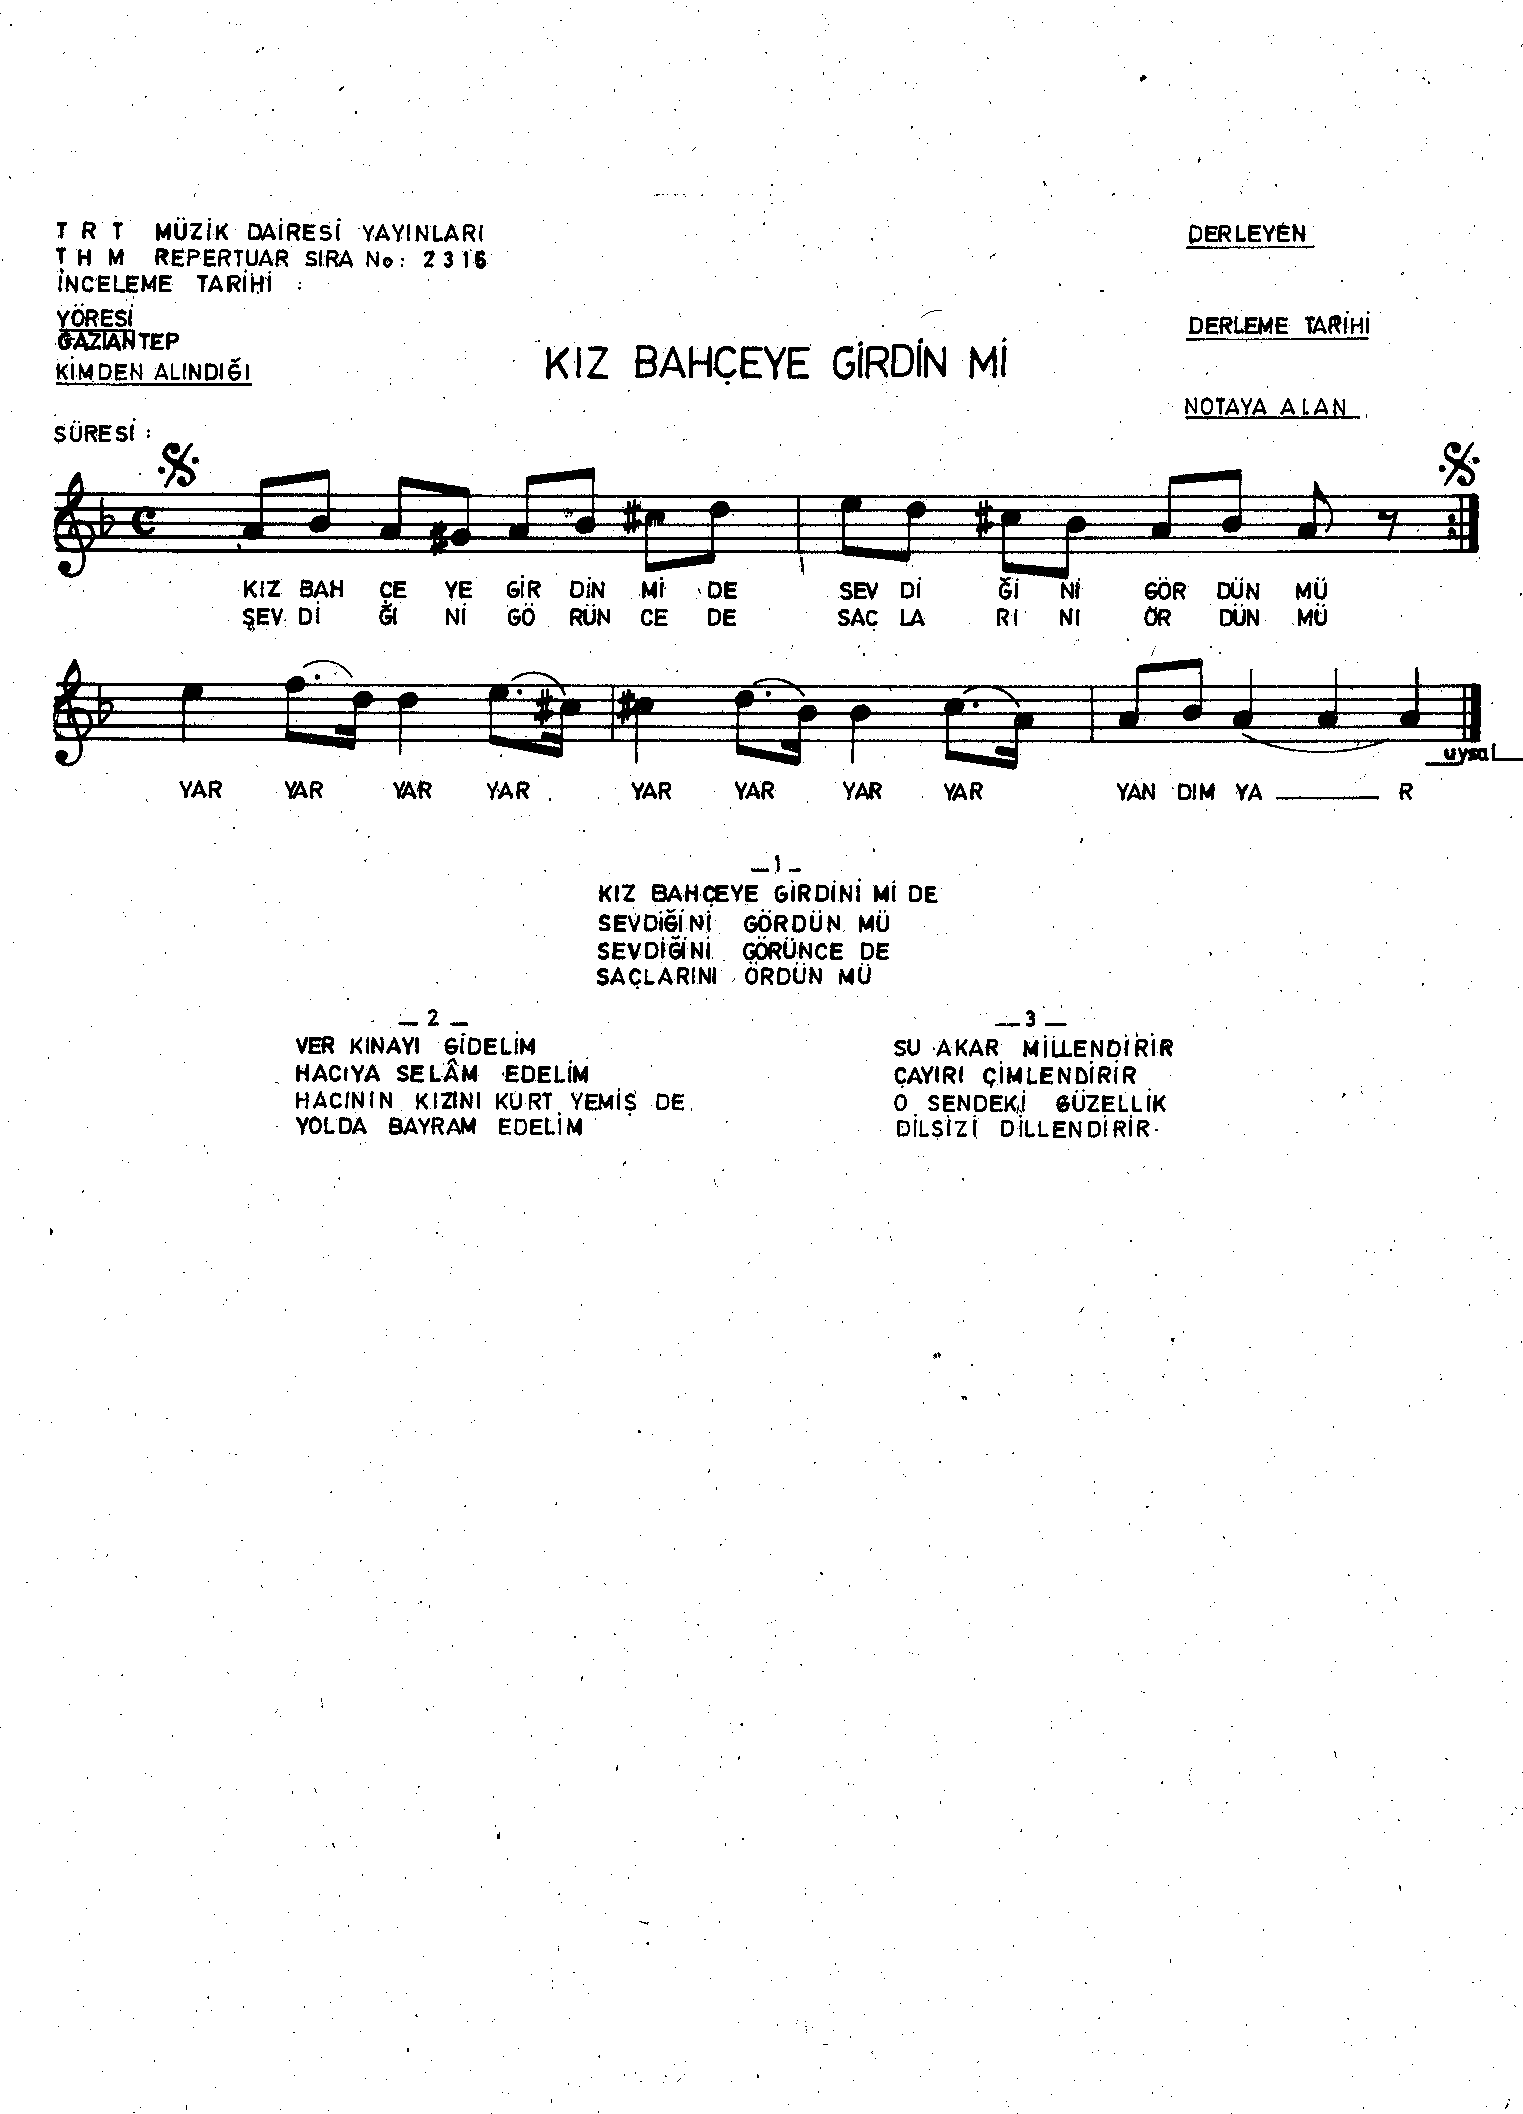 T R T MÜZİK DAİRESİ YAYINLARI
T H M REPERTUAR SIRA No: 2316
İNCELEME TARİHİ :
YÖRESİ
GAZİANTEP
KİMDEN ALINDIĞI
SÜRESİ :
DERLEYEN
DERLEME TARİHİ
NOTAYA ALAN
KIZ BAHÇEYE GİRDİN Mİ
KIZ BAH ÇE YE GİR DİN Mİ DE SEV Dİ Ğİ Nİ GÖR DÜN MÜ
SEV Dİ Ğİ Nİ GÖ RÜN CE DE SAÇ LA RI NI ÖR DÜN MÜ
uysal
YAR YAR YAR YAR YAR YAR YAR YAR YAN DIM YA R
_1_
KIZ BAHÇEYE GİRDİNİ Mİ DE
SEVDİĞİNİ GÖRDÜN MÜ
SEVDİĞİNİ GÖRÜNCE DE
SAÇLARINI ÖRDÜN MÜ
_2_
VER KINAYI GİDELİM
HACIYA SELÂM EDELİM
HACININ KIZINI KURT YEMİŞ DE
YOLDA BAYRAM EDELİM
_3_
SU AKAR MİLLENDİRİR
ÇAYIRI ÇİMLENDİRİR
O SENDEKİ GÜZELLİK
DİLSİZİ DİLLENDİRİR